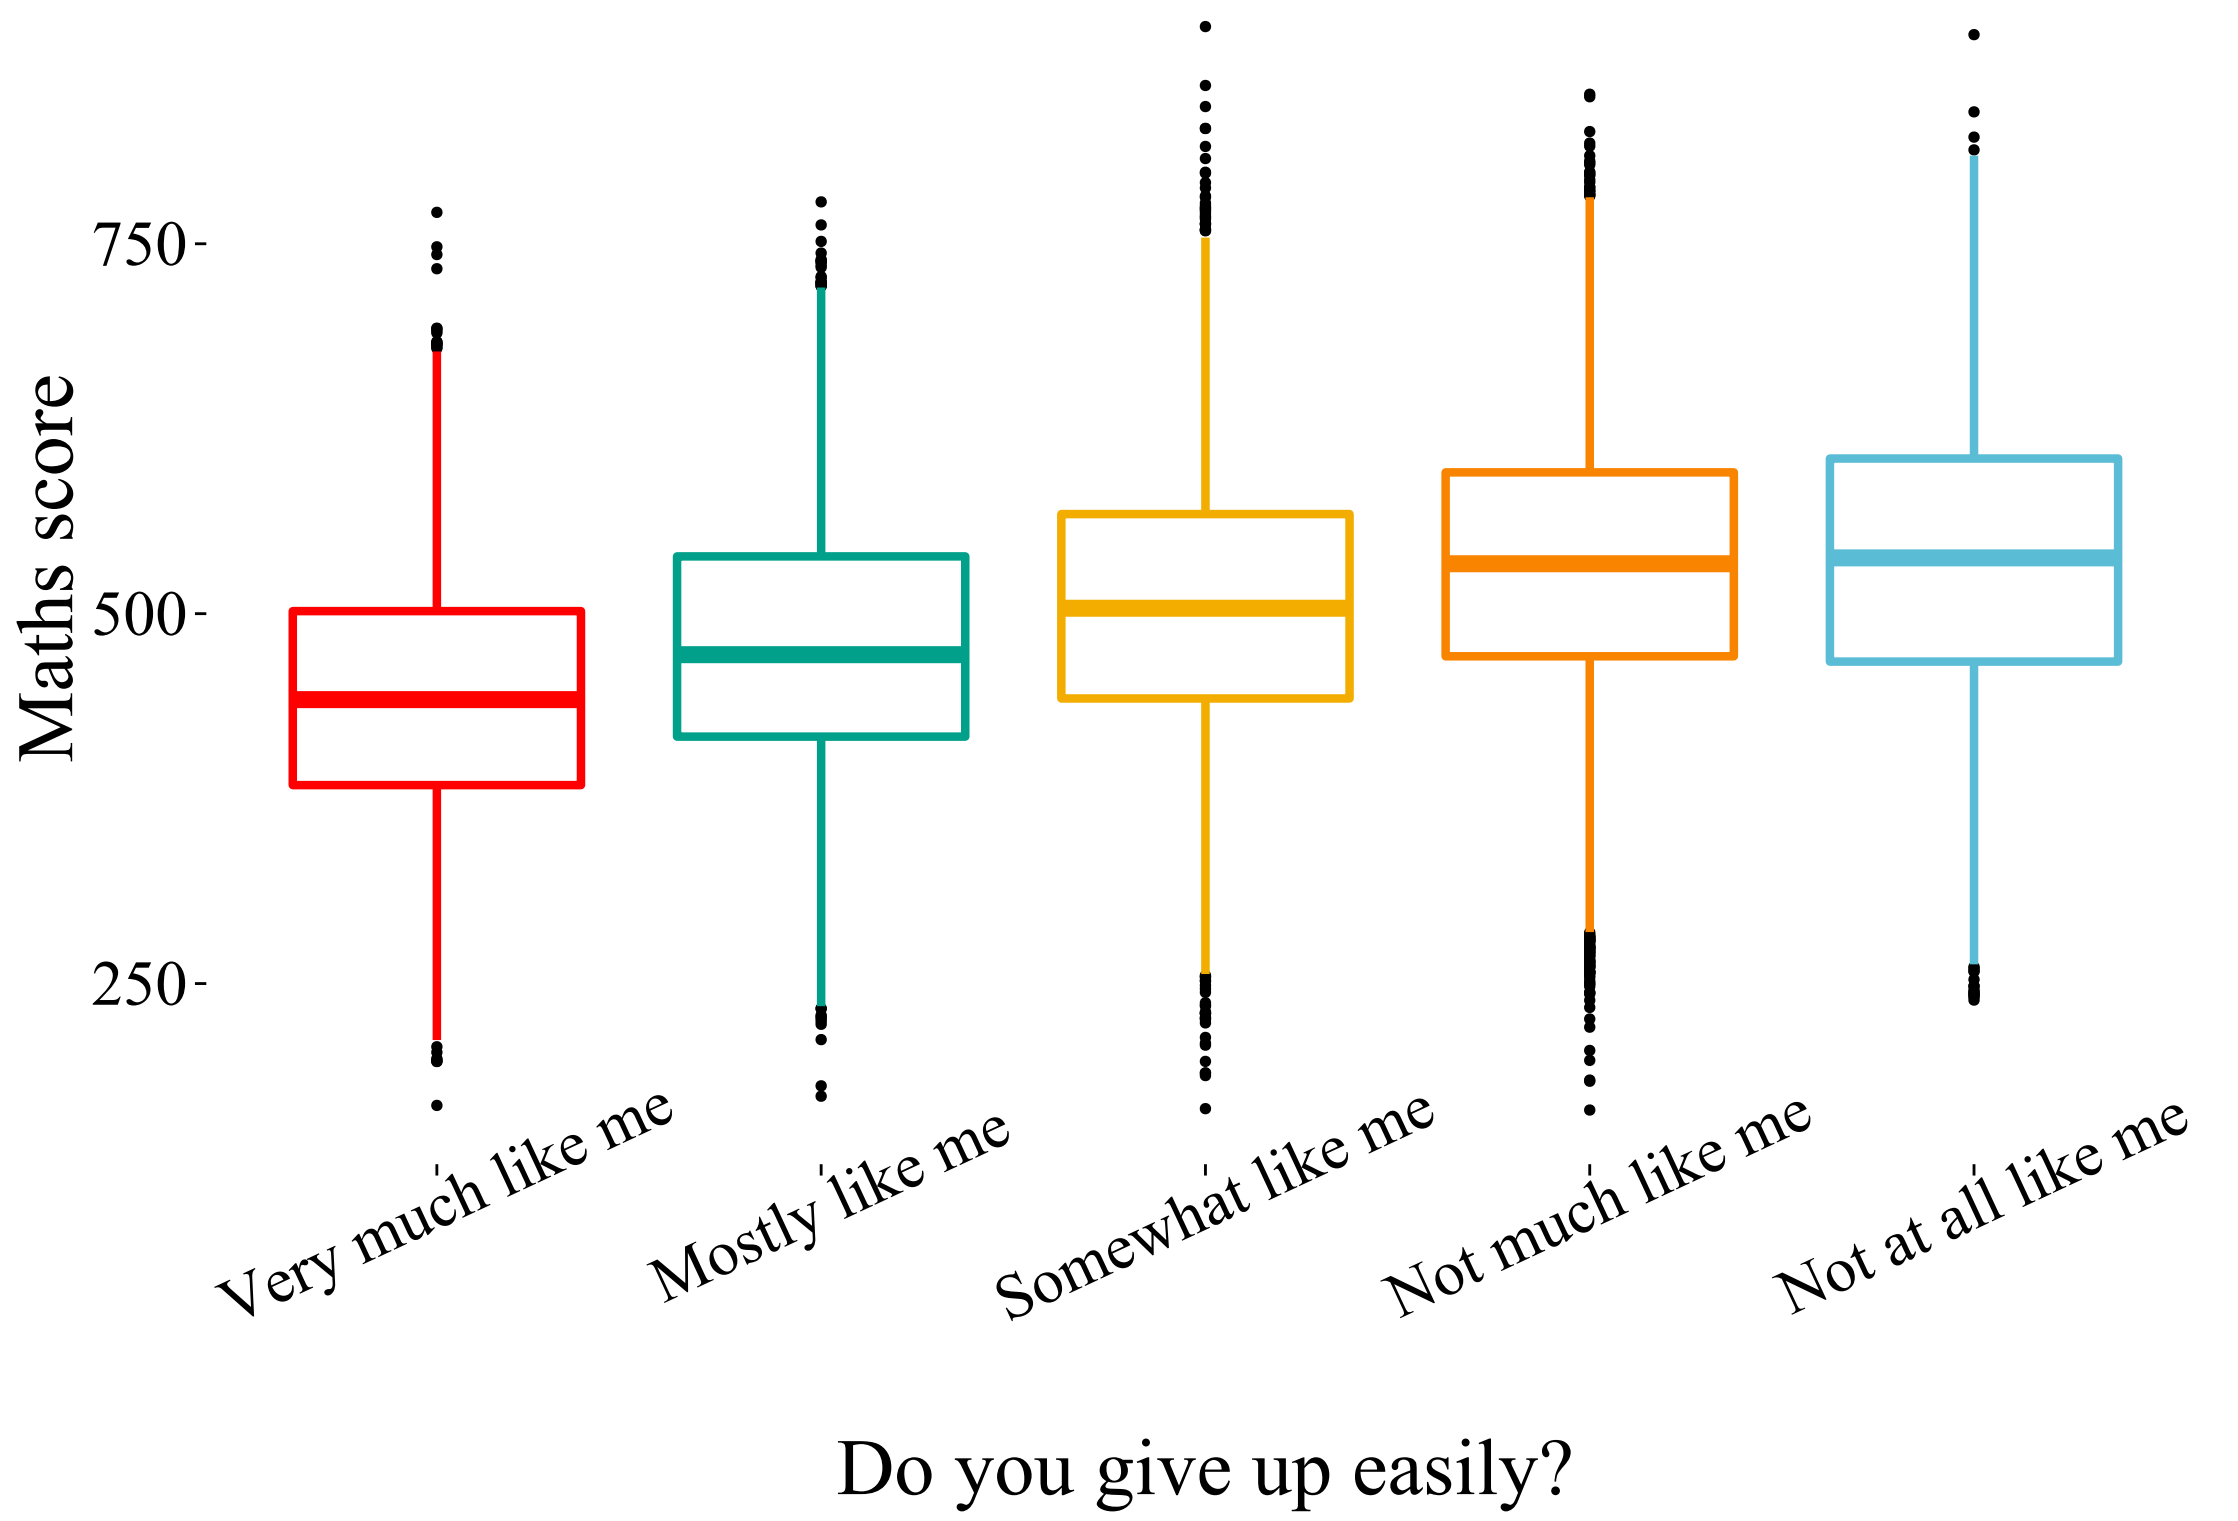 Maths score
750
500
250
Very much like me
Mostly like me
Somewhat like me
Not much like me
Not at all like me
Do you give up easily?